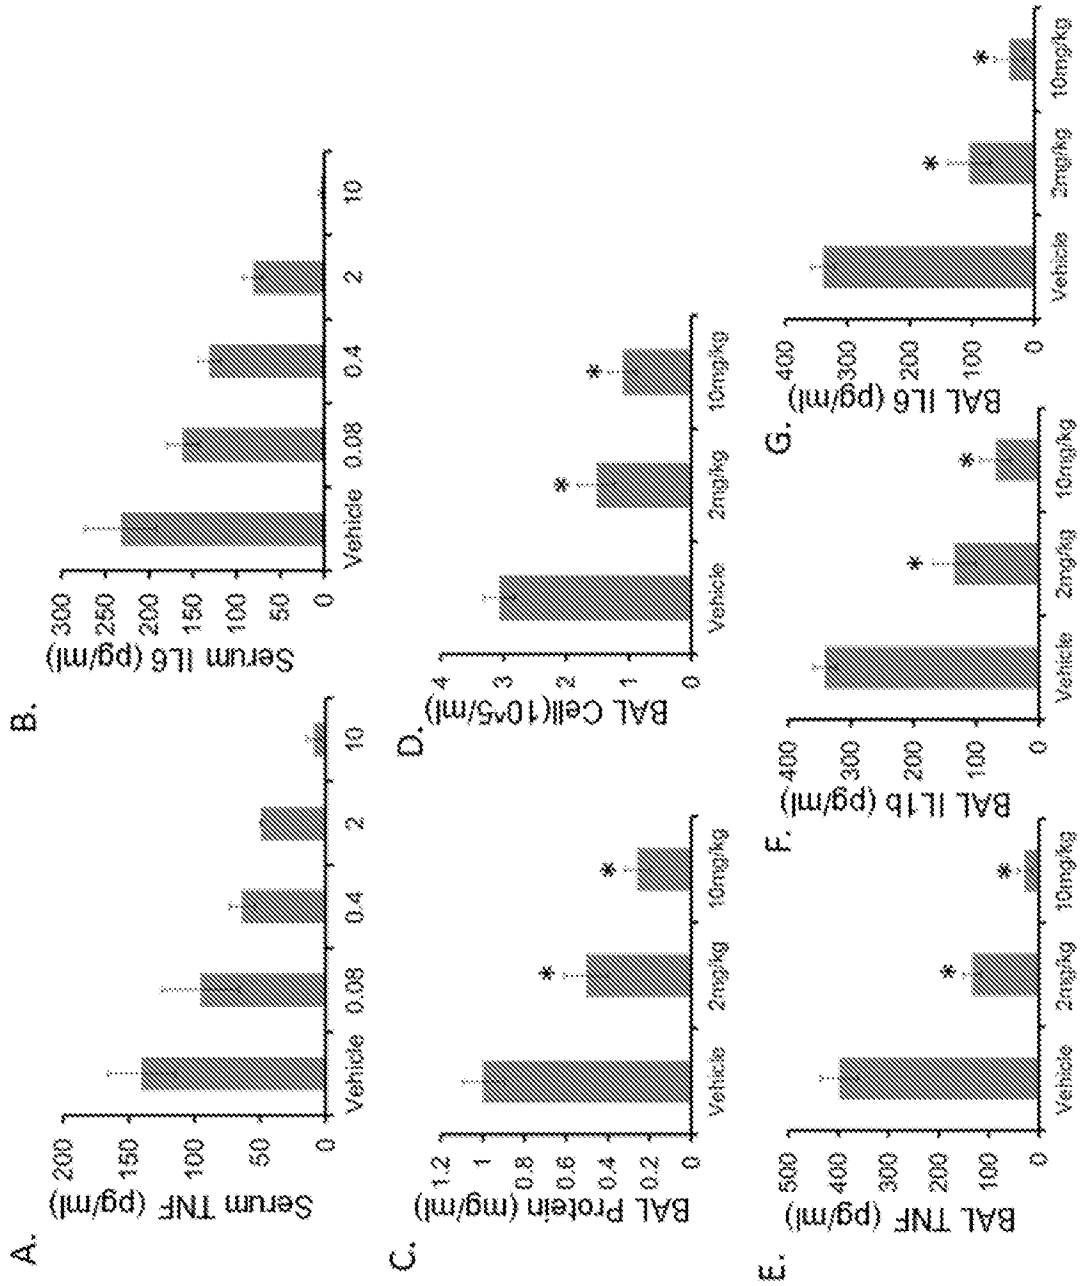 A.
Serum TNF (pg/ml)
200
150
100
50
0
Vehicle 0.08 0.4 2 10
B.
Serum IL6 (pg/ml)
300
250
200
150
100
50
0
Vehicle 0.08 0.4 2 10
C.
BAL Protein (mg/ml)
1.2
1
0.8
0.6
0.4
0.2
0
* *
Vehicle 2mg/kg 10mg/kg
D.
BAL Cell(10^5/ml)
4
3
2
1
0
* *
Vehicle 2mg/kg 10mg/kg
E.
BAL TNF (pg/ml)
500
400
300
200
100
0
* *
Vehicle 2mg/kg 10mg/kg
F.
BAL IL1b (pg/ml)
400
300
200
100
0
* *
Vehicle 2mg/kg 10mg/kg
G.
BAL IL6 (pg/ml)
400
300
200
100
0
* *
Vehicle 2mg/kg 10mg/kg